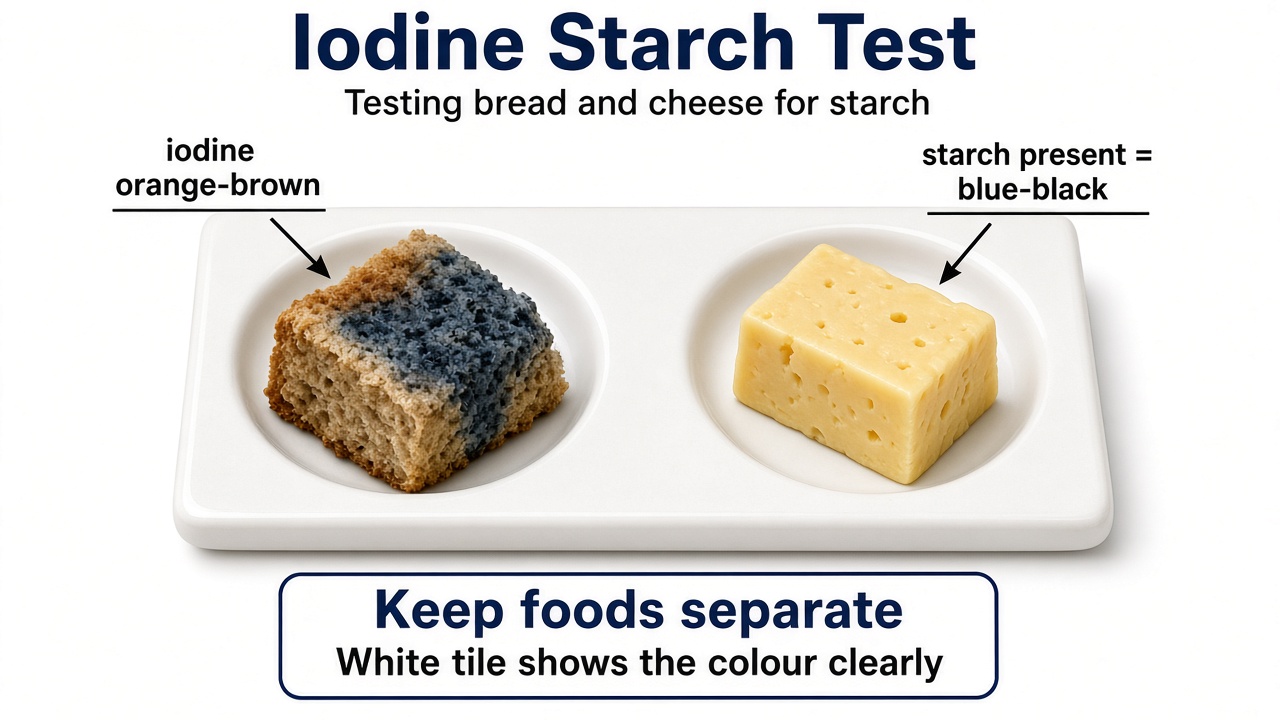 Iodine Starch Test
Testing bread and cheese for starch
iodine
orange-brown
starch present =
blue-black
Keep foods separate
White tile shows the colour clearly